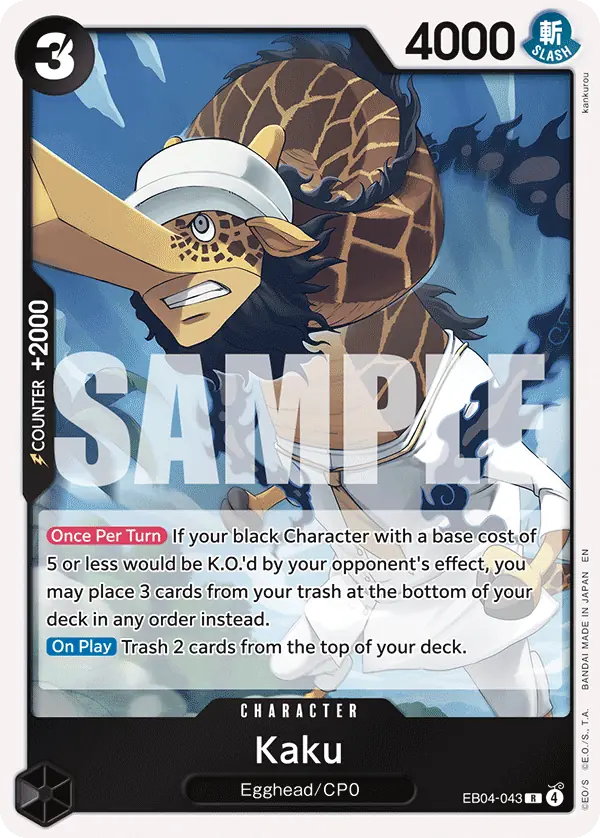 3
4000
斬
SLASH
kankurou
COUNTER +2000
SAMPLE
Once Per Turn If your black Character with a base cost of
5 or less would be K.O.'d by your opponent's effect, you
may place 3 cards from your trash at the bottom of your
deck in any order instead.
On Play Trash 2 cards from the top of your deck.
CHARACTER
Kaku
Egghead/CP0
EB04-043 R 4
©EO/S ©E.O./S., T.A. BANDAI MADE IN JAPAN EN